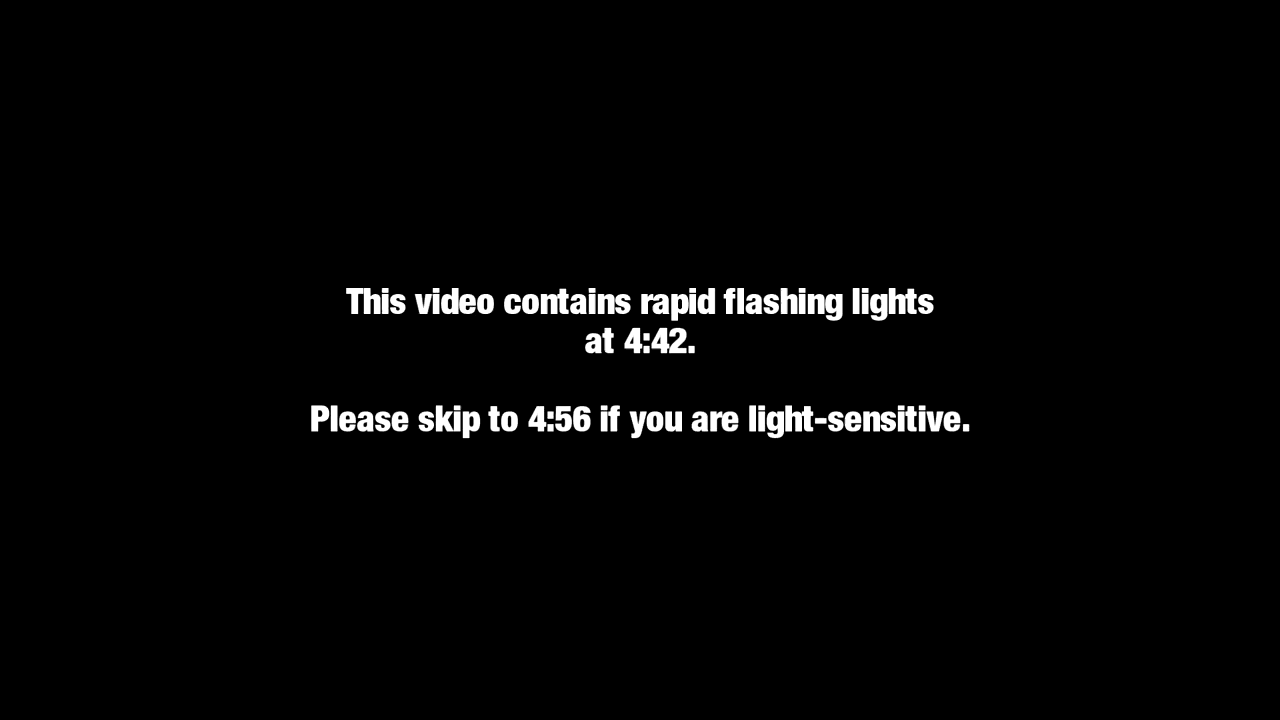 This video contains rapid flashing lights
at 4:42.
Please skip to 4:56 if you are light-sensitive.